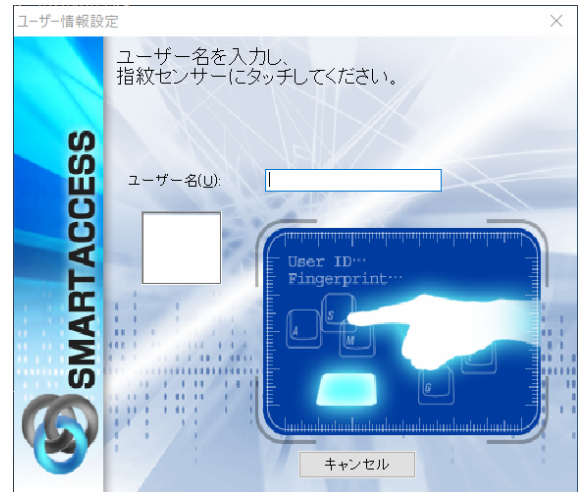 ユーザー情報設定
ユーザー名を入力し、
指紋センサーにタッチしてください。
SMARTACCESS
ユーザー名(U):
User ID…
Fingerprint…
S
A
M
G
キャンセル